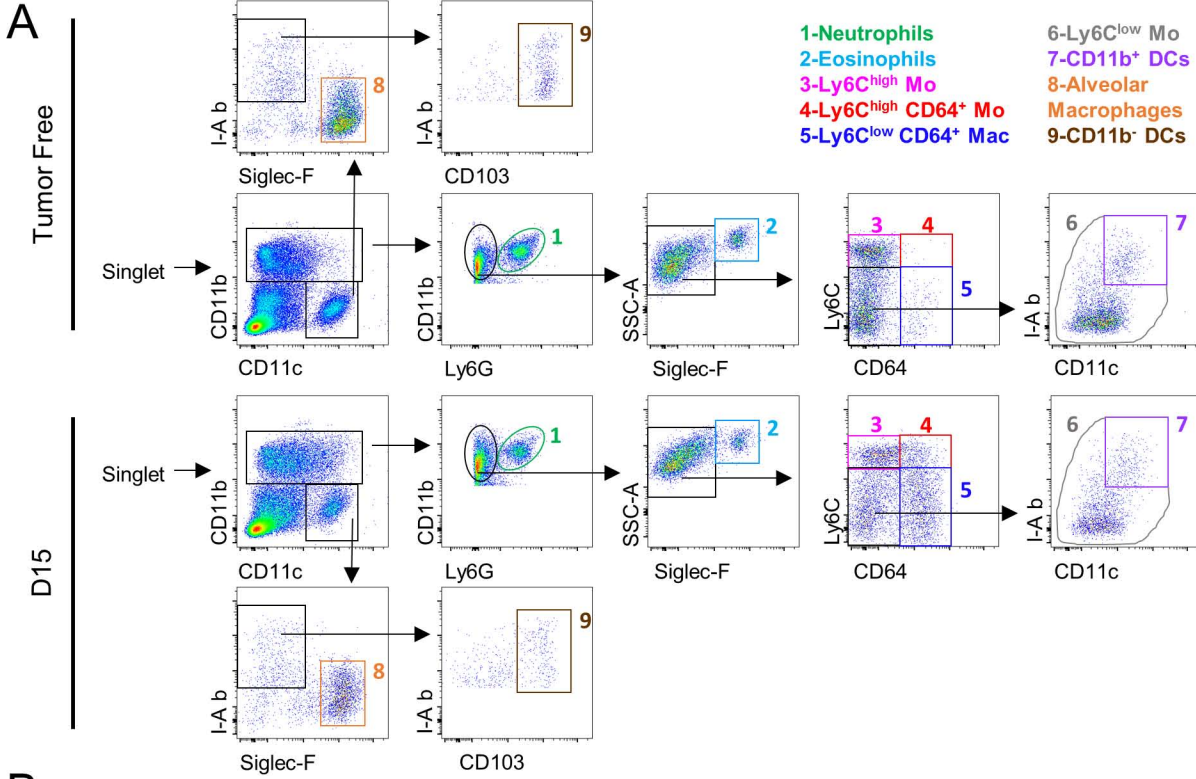 A
Tumor Free
D15
1-Neutrophils
2-Eosinophils
3-Ly6Chigh Mo
4-Ly6Chigh CD64+ Mo
5-Ly6Clow CD64+ Mac
6-Ly6Clow Mo
7-CD11b+ DCs
8-Alveolar
Macrophages
9-CD11b- DCs
I-A b
8
Siglec-F
I-A b
9
CD103
Singlet
CD11b
CD11c
CD11b
1
Ly6G
SSC-A
2
Siglec-F
Ly6C
3 4
5
CD64
I-A b
6 7
CD11c
Singlet
CD11b
CD11c
CD11b
1
Ly6G
SSC-A
2
Siglec-F
Ly6C
3 4
5
CD64
I-A b
6 7
CD11c
I-A b
8
Siglec-F
I-A b
9
CD103